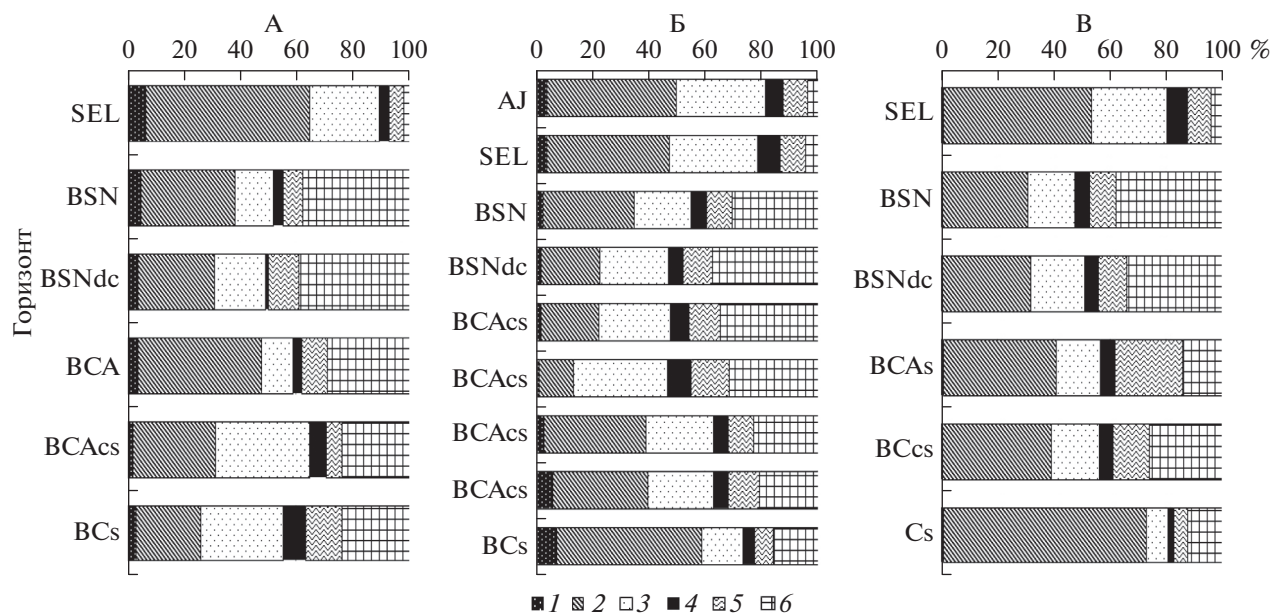 А
0 20 40 60 80 100
Горизонт
SEL
BSN
BSNdc
BCA
BCAcs
BCs
Б
0 20 40 60 80 100
AJ
SEL
BSN
BSNdc
BCAcs
BCAcs
BCAcs
BCAcs
BCs
В
0 20 40 60 80 100 %
SEL
BSN
BSNdc
BCAs
BCcs
Cs
1 2 3 4 5 6